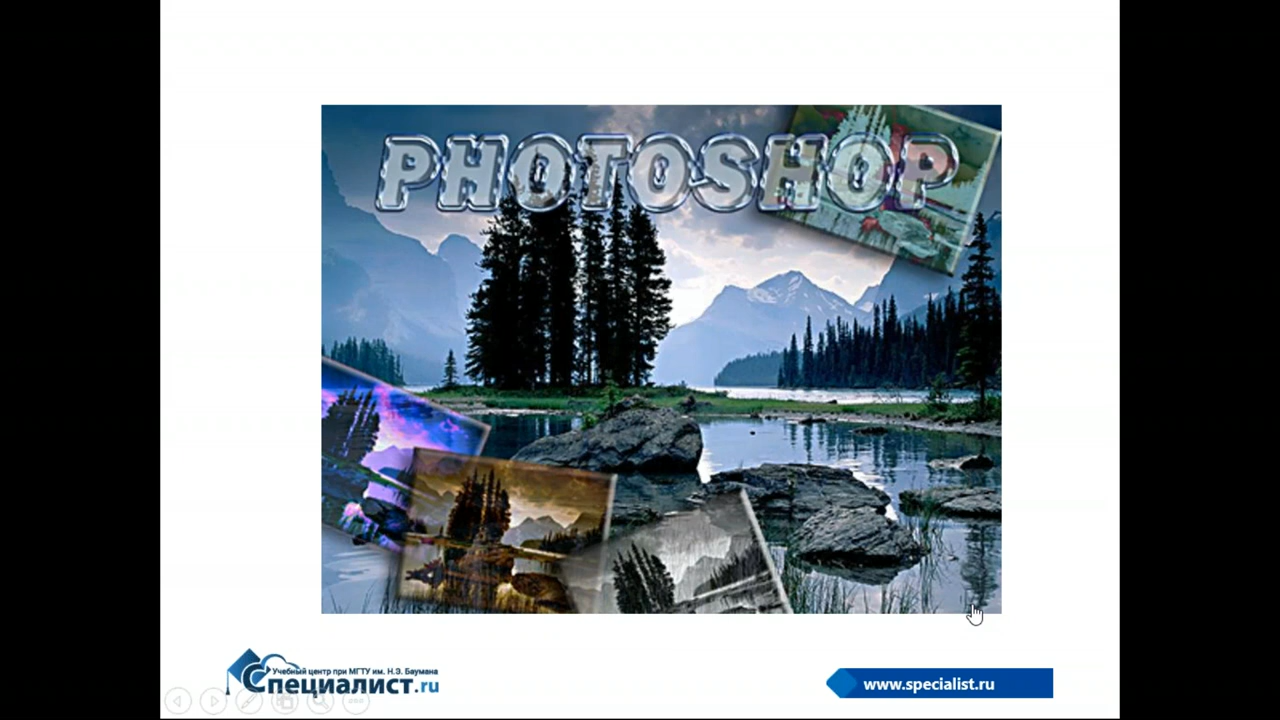 PHOTOSHOP
Учебный центр при МГТУ им. Н.Э. Баумана
Специалист.ru
www.specialist.ru